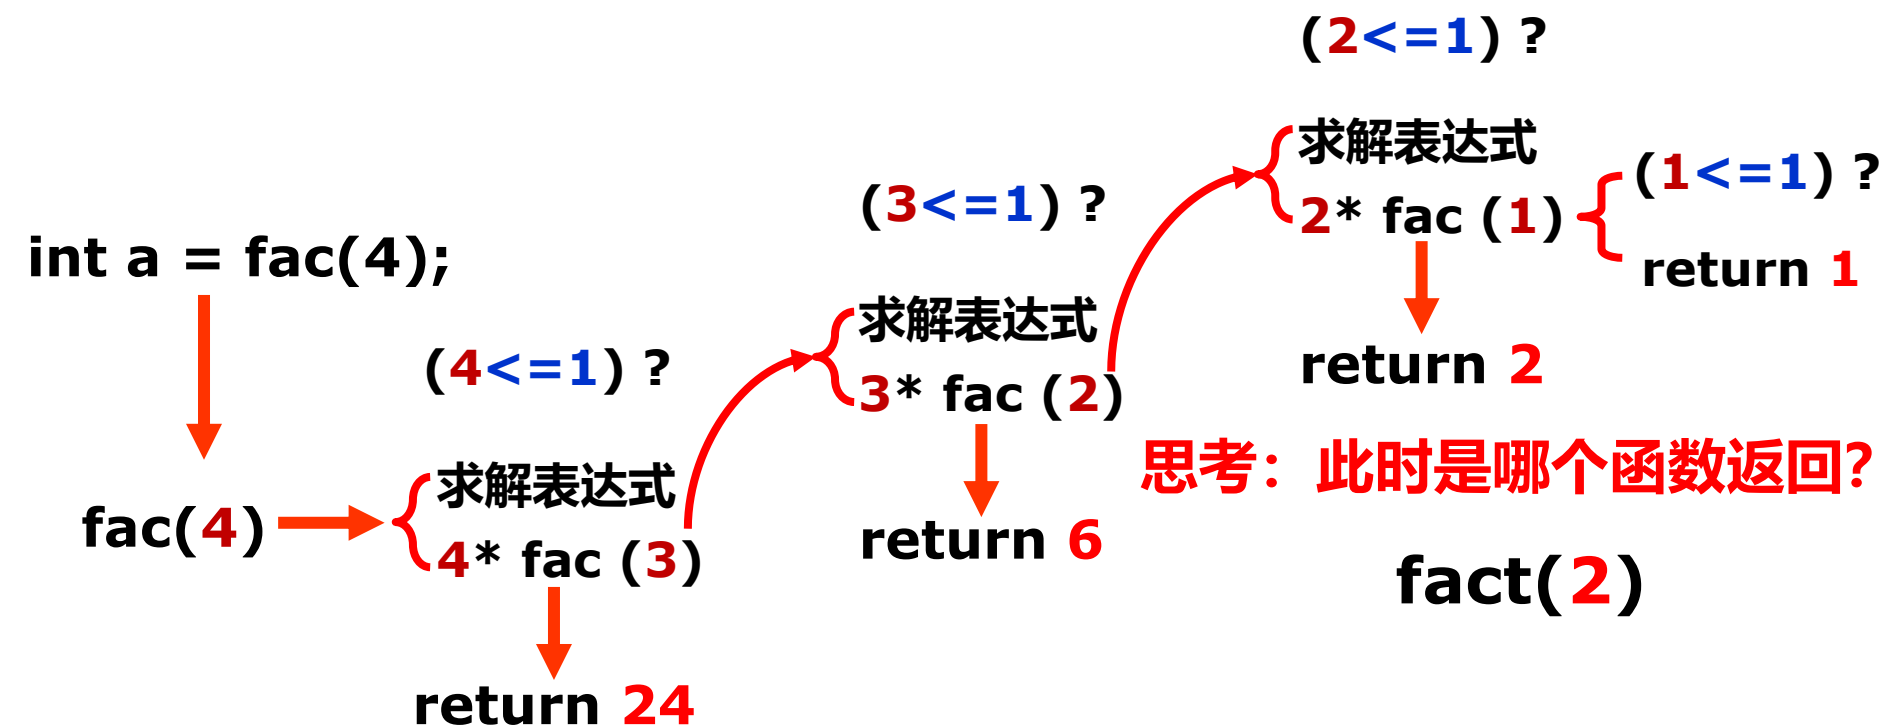 int a = fac(4);
fac(4)
(4<=1) ?
求解表达式
4* fac (3)
return 24
(3<=1) ?
求解表达式
3* fac (2)
return 6
(2<=1) ?
求解表达式
2* fac (1)
return 2
(1<=1) ?
return 1
思考：此时是哪个函数返回？
fact(2)